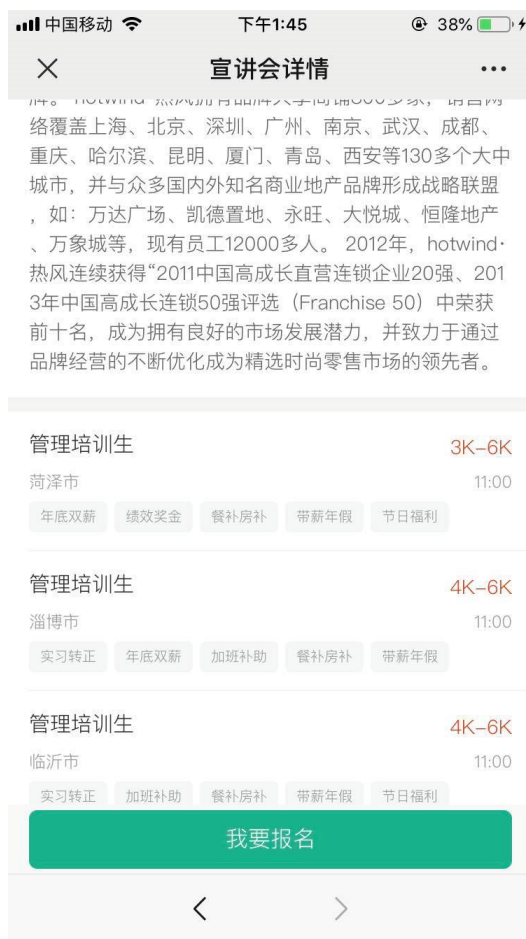 中国移动 下午1:45 38%
宣讲会详情
络覆盖上海、北京、深圳、广州、南京、武汉、成都、
重庆、哈尔滨、昆明、厦门、青岛、西安等130多个大中
城市，并与众多国内外知名商业地产品牌形成战略联盟
，如：万达广场、凯德置地、永旺、大悦城、恒隆地产
、万象城等，现有员工12000多人。 2012年，hotwind·
热风连续获得“2011中国高成长直营连锁企业20强、201
3年中国高成长连锁50强评选（Franchise 50）中荣获
前十名，成为拥有良好的市场发展潜力，并致力于通过
品牌经营的不断优化成为精选时尚零售市场的领先者。
管理培训生 3K-6K
菏泽市 11:00
年底双薪 绩效奖金 餐补房补 带薪年假 节日福利
管理培训生 4K-6K
淄博市 11:00
实习转正 年底双薪 加班补助 餐补房补 带薪年假
管理培训生 4K-6K
临沂市 11:00
实习转正 加班补助 餐补房补 带薪年假 节日福利
我要报名